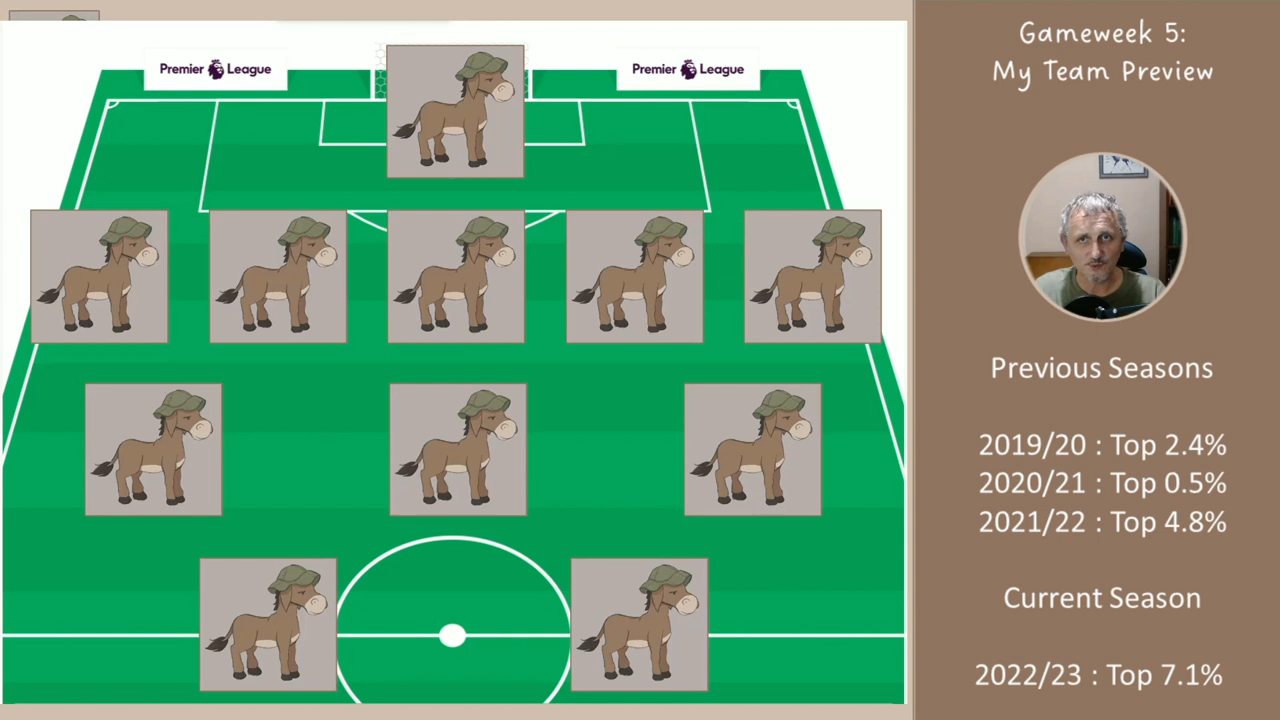 Premier League
Premier League
Gameweek 5:
My Team Preview
Previous Seasons
2019/20 : Top 2.4%
2020/21 : Top 0.5%
2021/22 : Top 4.8%
Current Season
2022/23 : Top 7.1%